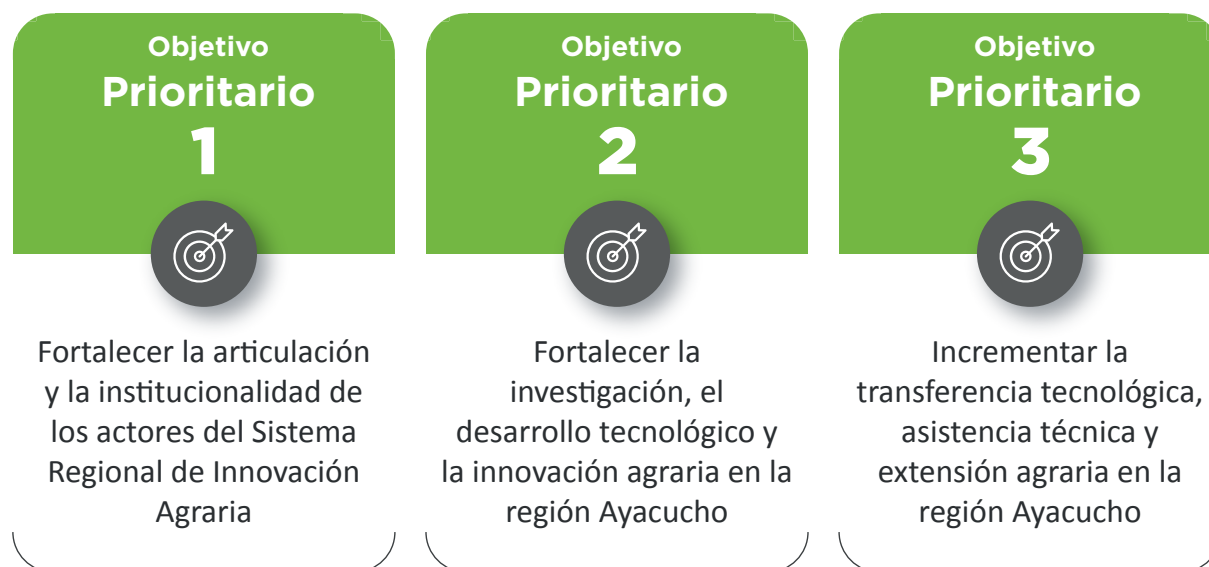 Objetivo
Prioritario
1
Fortalecer la articulación
y la institucionalidad de
los actores del Sistema
Regional de Innovación
Agraria
Objetivo
Prioritario
2
Fortalecer la
investigación, el
desarrollo tecnológico y
la innovación agraria en la
región Ayacucho
Objetivo
Prioritario
3
Incrementar la
transferencia tecnológica,
asistencia técnica y
extensión agraria en la
región Ayacucho